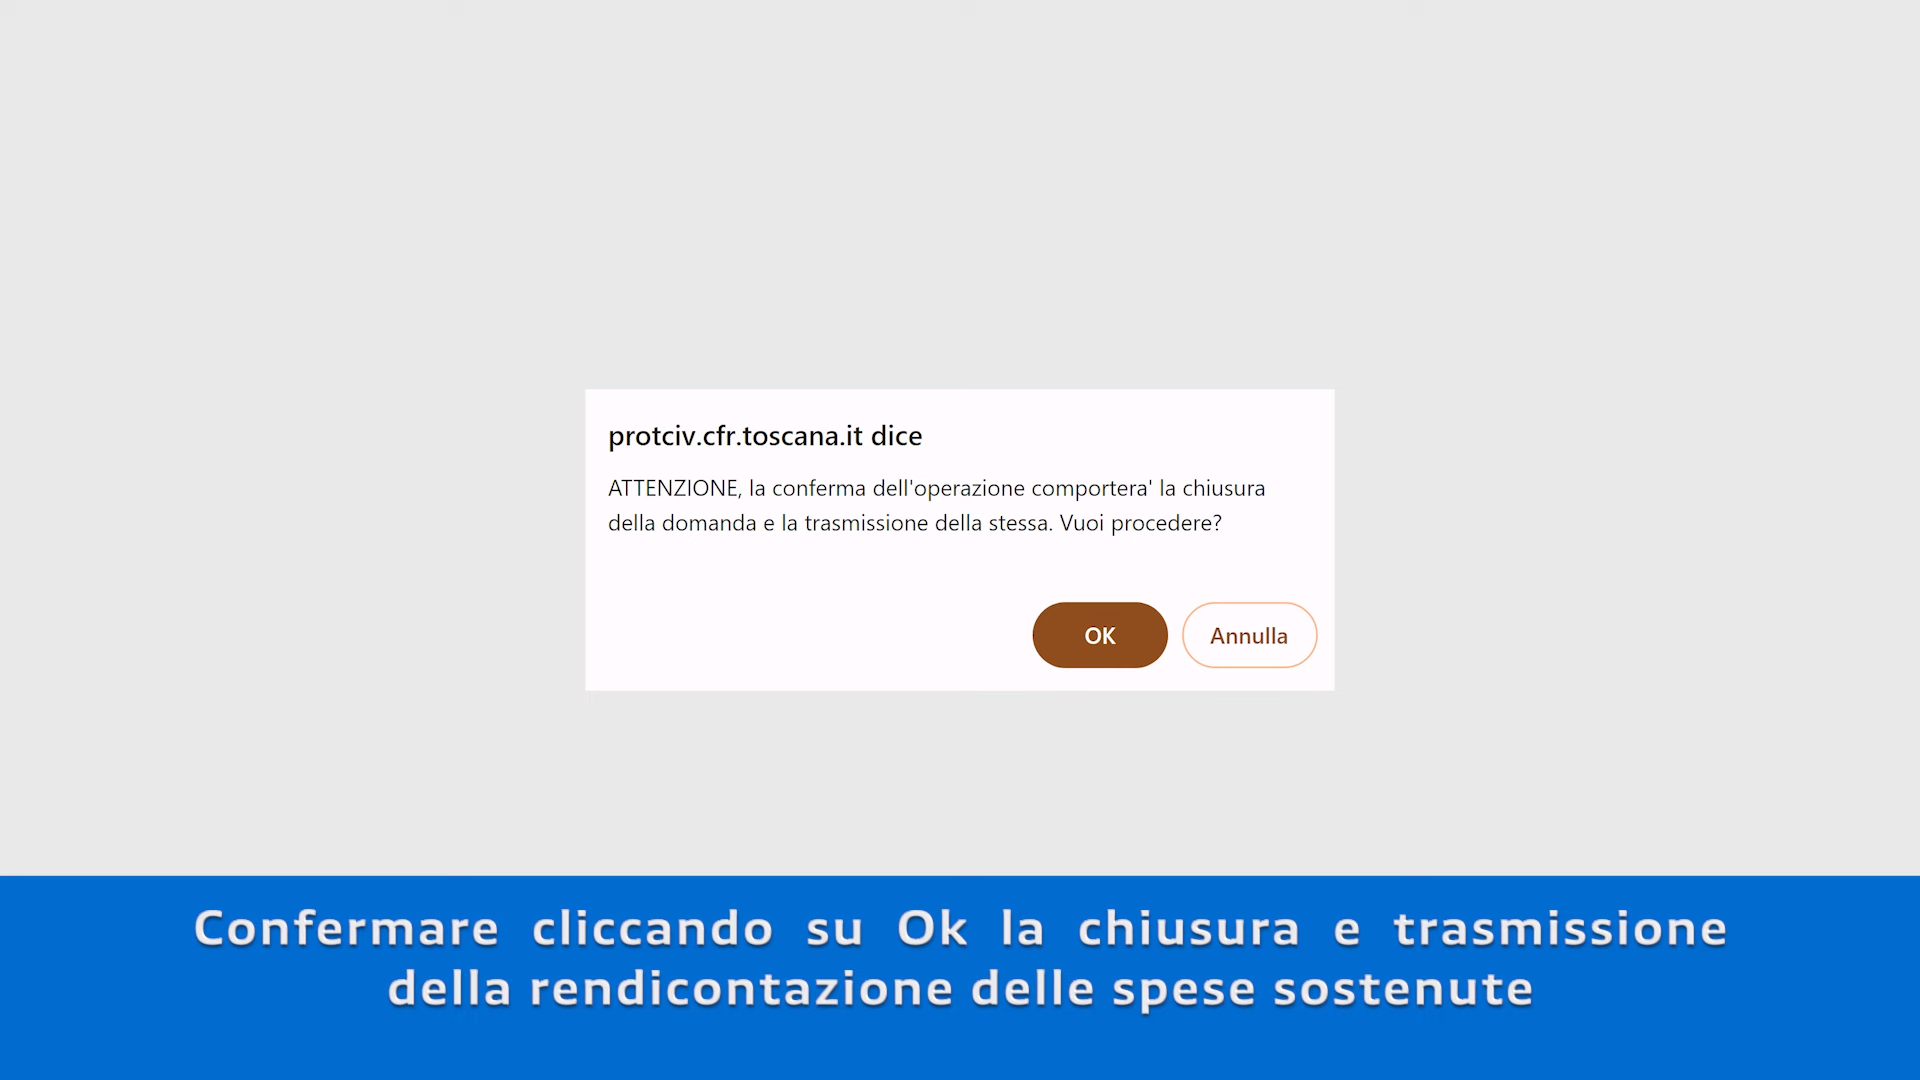 protciv.cfr.toscana.it dice
ATTENZIONE, la conferma dell'operazione comportera' la chiusura
della domanda e la trasmissione della stessa. Vuoi procedere?
OK
Annulla
Confermare cliccando su Ok la chiusura e trasmissione
della rendicontazione delle spese sostenute